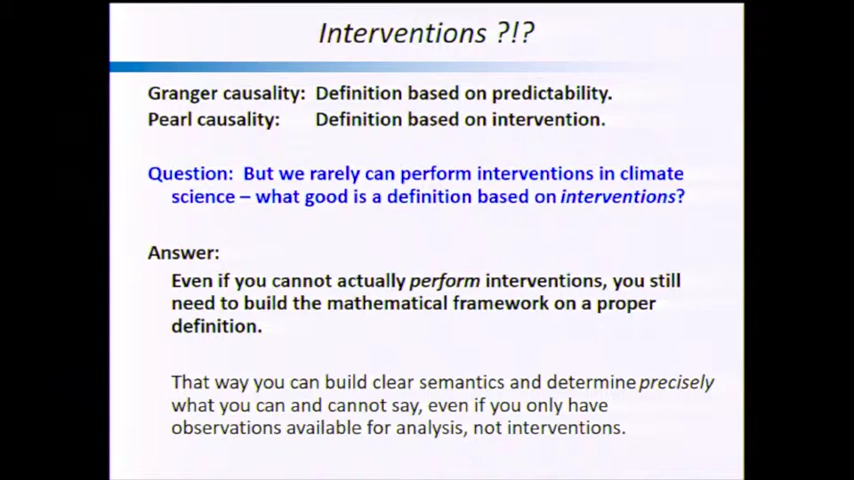 Interventions ?!?
Granger causality: Definition based on predictability.
Pearl causality: Definition based on intervention.
Question: But we rarely can perform interventions in climate
science – what good is a definition based on interventions?
Answer:
Even if you cannot actually perform interventions, you still
need to build the mathematical framework on a proper
definition.
That way you can build clear semantics and determine precisely
what you can and cannot say, even if you only have
observations available for analysis, not interventions.